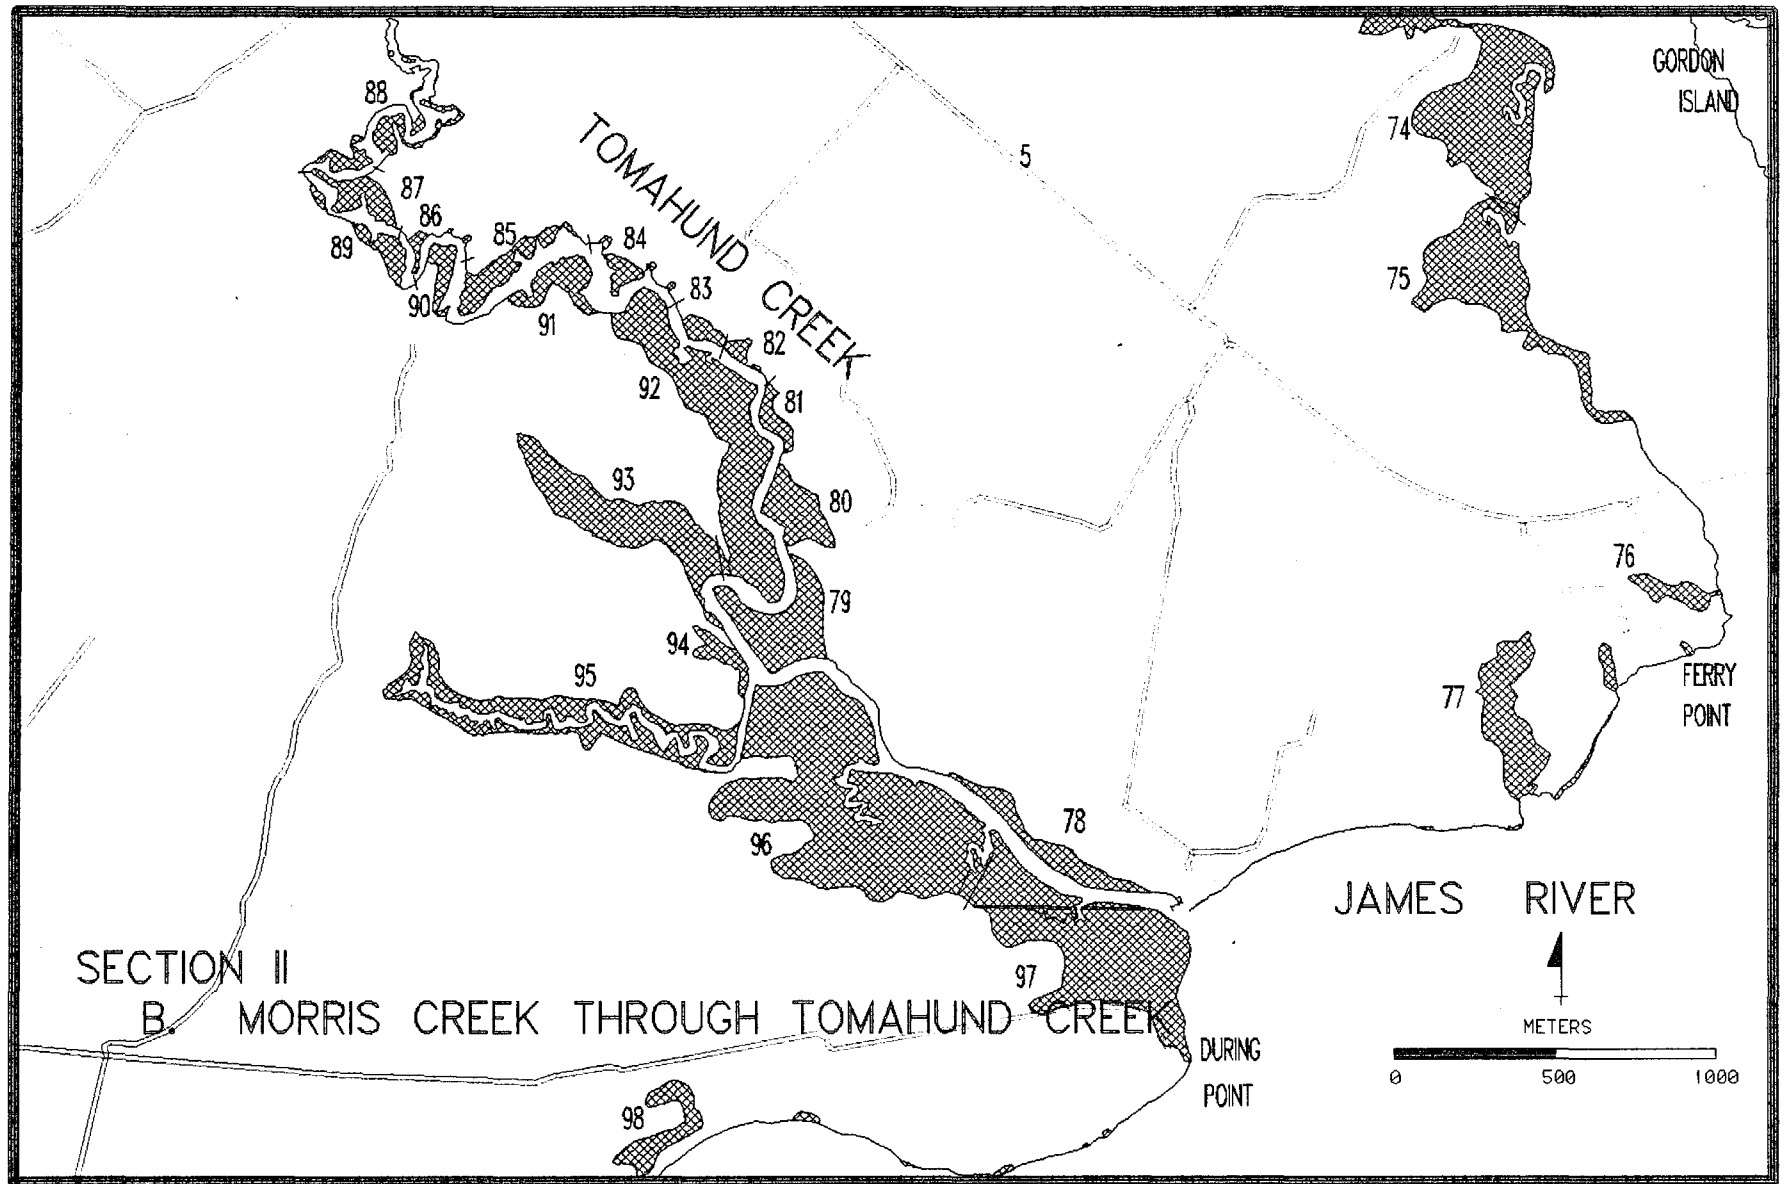 GORDON
ISLAND
88
74
5
TOMAHUND CREEK
87
86
85
84
89
83
75
90
91
82
92
81
93
80
76
79
94
95
77
FERRY
POINT
78
96
JAMES RIVER
SECTION II
97
B. MORRIS CREEK THROUGH TOMAHUND CREEK
METERS
DURING
POINT
0 500 1000
98